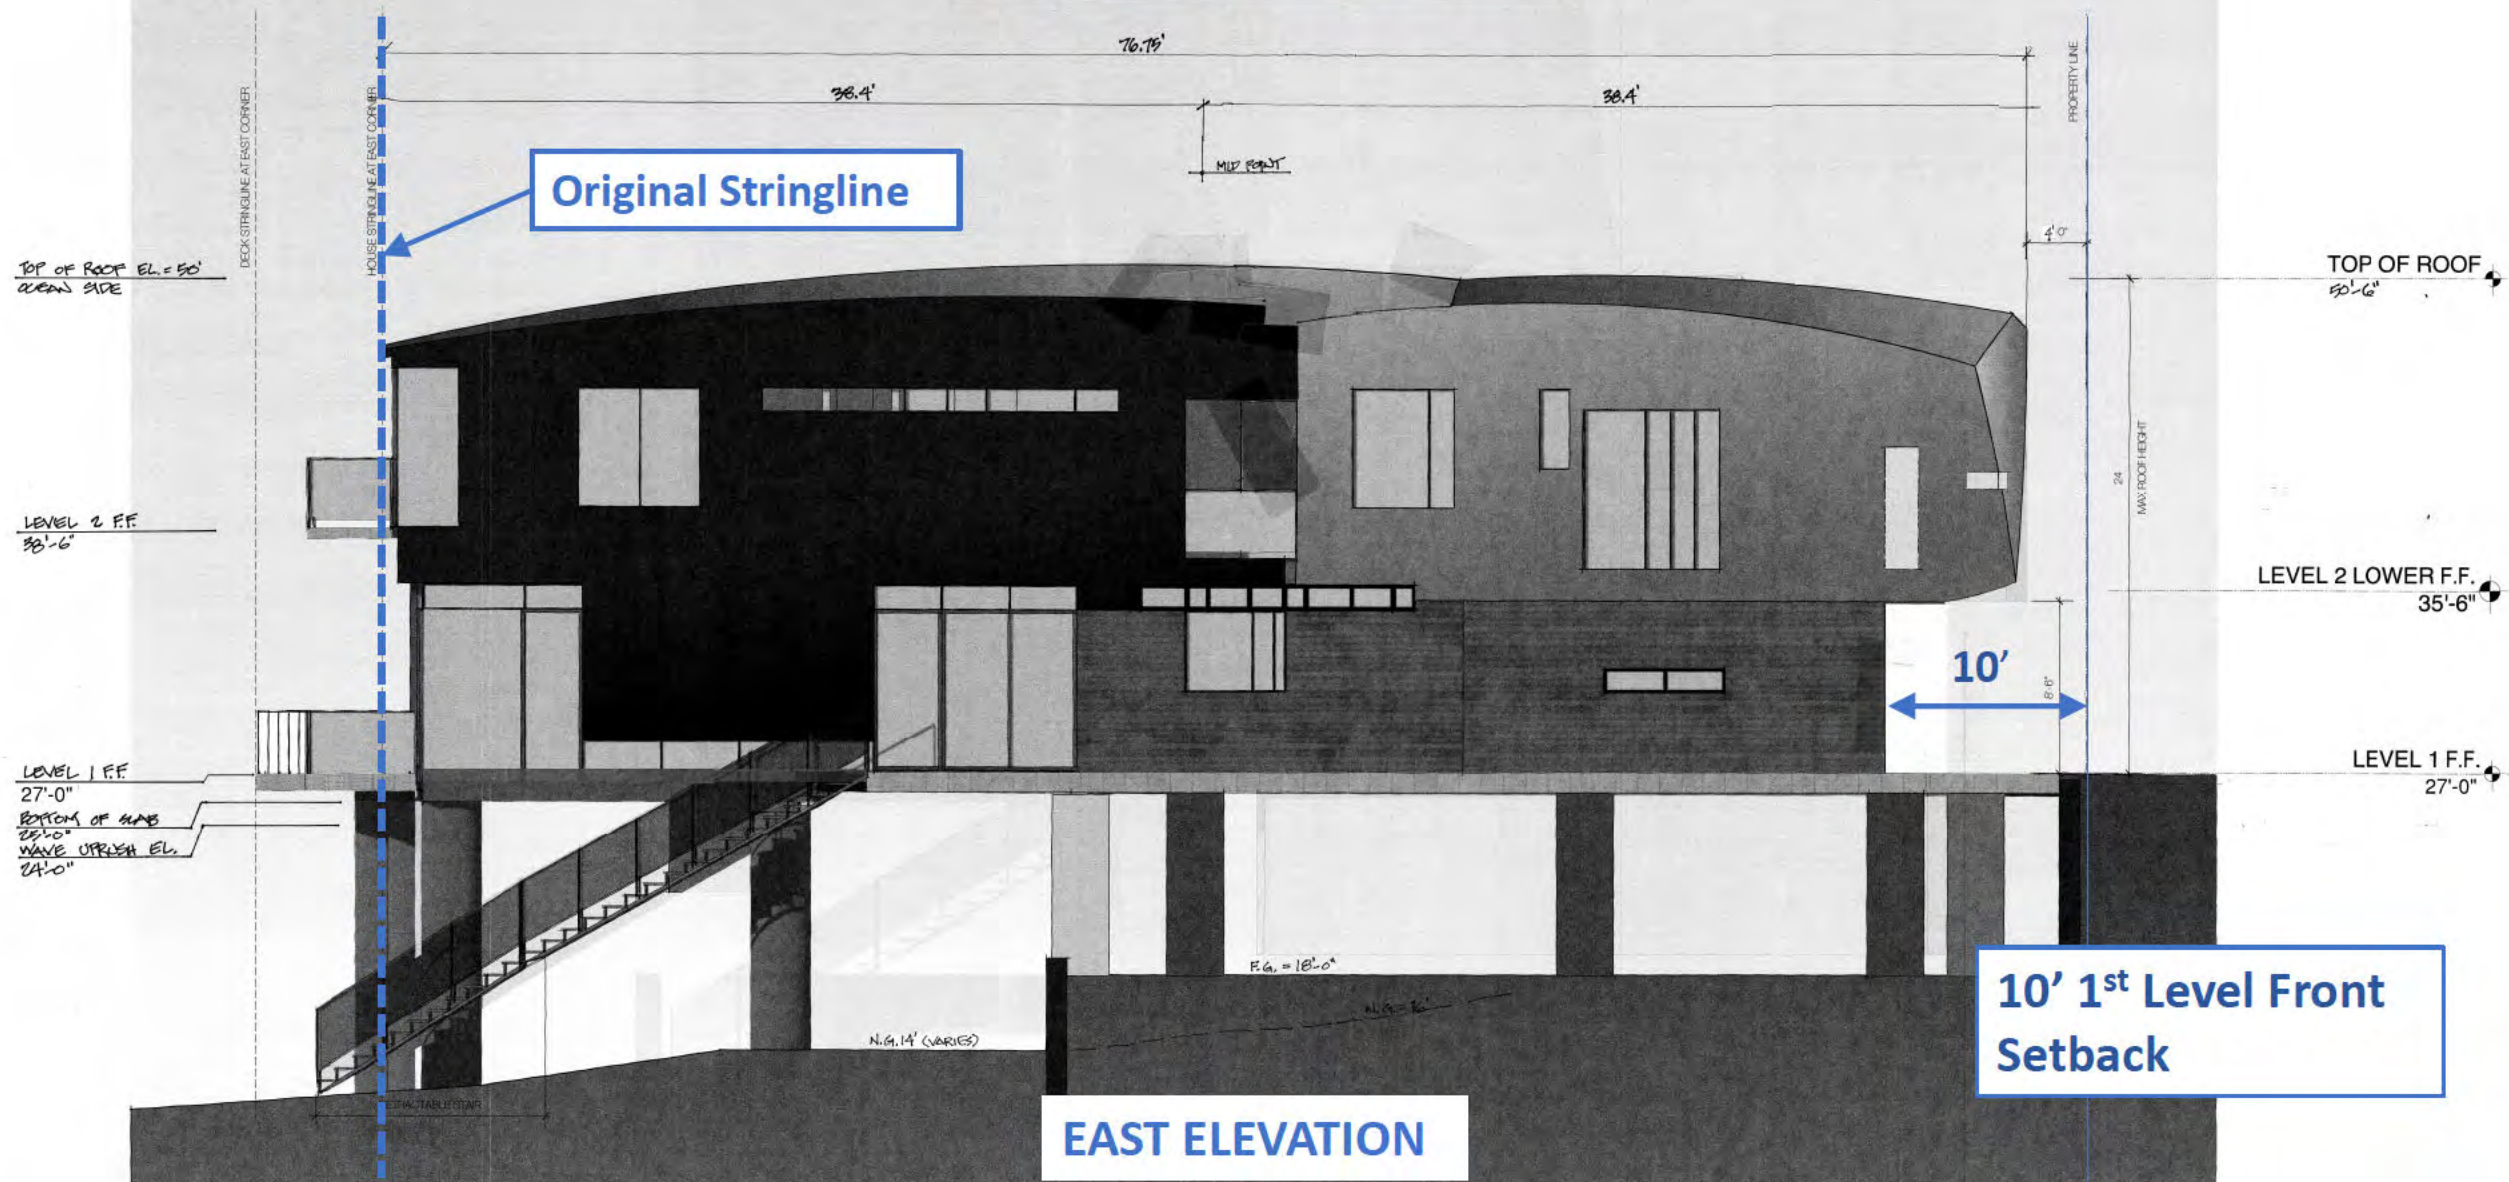 76.75'
38.4'
38.4'
MID POINT
DECK STRINGLINE AT EAST CORNER
HOUSE STRINGLINE AT EAST CORNER
PROPERTY LINE
Original Stringline
4'0"
TOP OF ROOF EL. = 50'
OCEAN SIDE
TOP OF ROOF
50'-6"
24
MAX ROOF HEIGHT
LEVEL 2 F.F.
38'-6"
LEVEL 2 LOWER F.F.
35'-6"
10'
8'-6"
LEVEL 1 F.F.
27'-0"
BOTTOM OF SLAB
25'-0"
WAVE UPRUSH EL.
24'-0"
LEVEL 1 F.F.
27'-0"
F.G. = 18'-0"
N.G. 14' (VARIES)
10' 1st Level Front
Setback
EAST ELEVATION